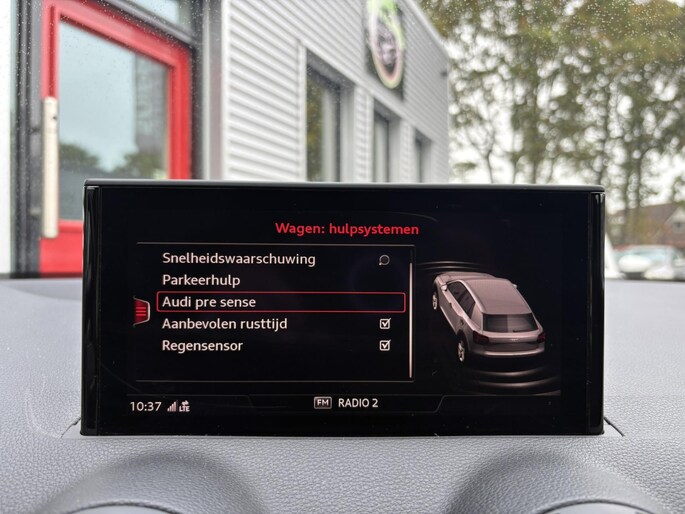 Wagen: hulpsystemen
Snelheidswaarschuwing
Parkeerhulp
Audi pre sense
Aanbevolen rusttijd
Regensensor
10:37 LTE FM RADIO 2